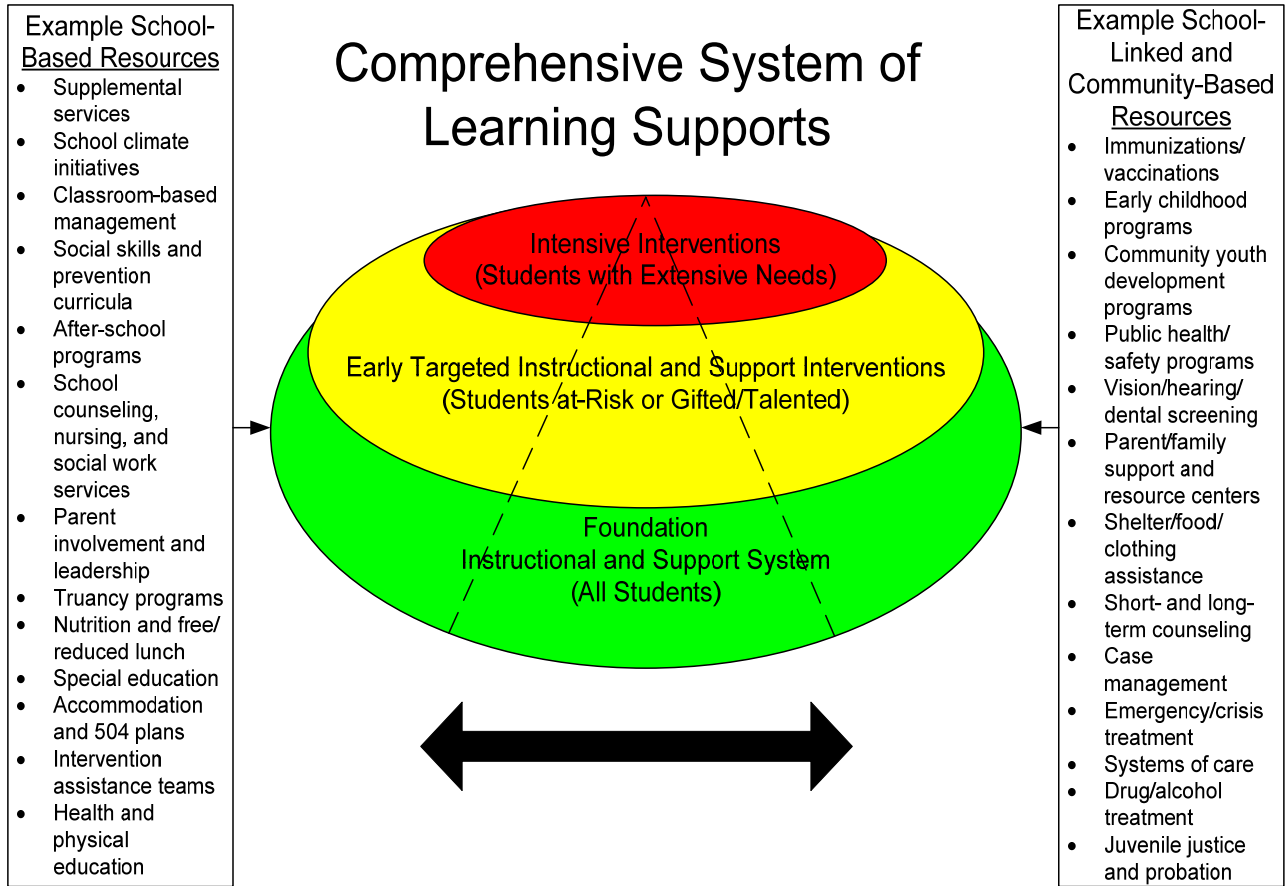 Example School-
Based Resources
• Supplemental
services
• School climate
initiatives
• Classroom-based
management
• Social skills and
prevention
curricula
• After-school
programs
• School
counseling,
nursing, and
social work
services
• Parent
involvement and
leadership
• Truancy programs
• Nutrition and free/
reduced lunch
• Special education
• Accommodation
and 504 plans
• Intervention
assistance teams
• Health and
physical
education
Comprehensive System of
Learning Supports
Intensive Interventions
(Students with Extensive Needs)
Early Targeted Instructional and Support Interventions
(Students at-Risk or Gifted/Talented)
Foundation
Instructional and Support System
(All Students)
Example School-
Linked and
Community-Based
Resources
• Immunizations/
vaccinations
• Early childhood
programs
• Community youth
development
programs
• Public health/
safety programs
• Vision/hearing/
dental screening
• Parent/family
support and
resource centers
• Shelter/food/
clothing
assistance
• Short- and long-
term counseling
• Case
management
• Emergency/crisis
treatment
• Systems of care
• Drug/alcohol
treatment
• Juvenile justice
and probation